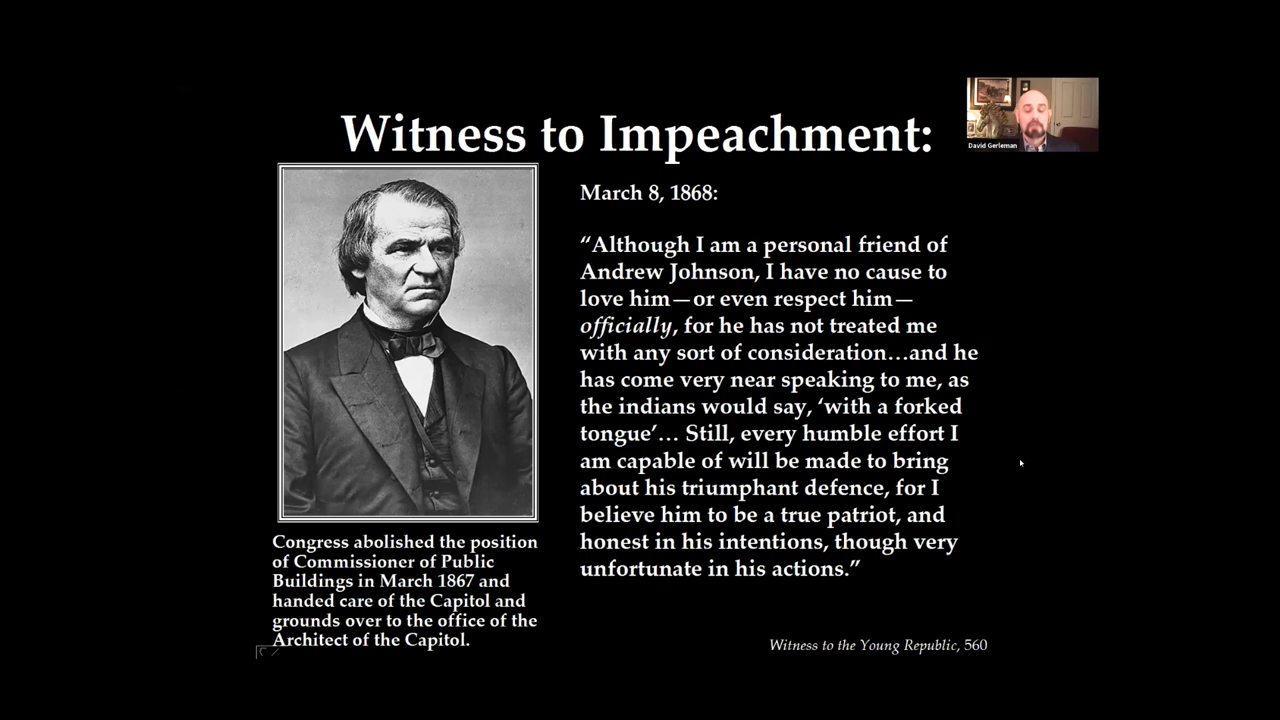 Witness to Impeachment:
David Gerleman
March 8, 1868:
“Although I am a personal friend of
Andrew Johnson, I have no cause to
love him—or even respect him—
officially, for he has not treated me
with any sort of consideration…and he
has come very near speaking to me, as
the indians would say, ‘with a forked
tongue’… Still, every humble effort I
am capable of will be made to bring
about his triumphant defence, for I
believe him to be a true patriot, and
honest in his intentions, though very
unfortunate in his actions.”
Congress abolished the position
of Commissioner of Public
Buildings in March 1867 and
handed care of the Capitol and
grounds over to the office of the
Architect of the Capitol.
Witness to the Young Republic, 560